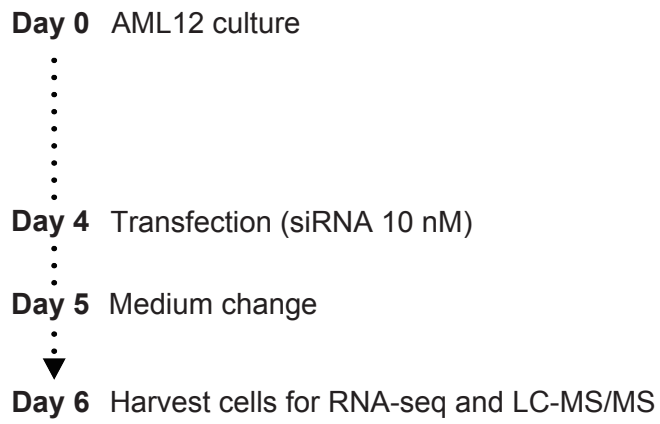 Day 0 AML12 culture
Day 4 Transfection (siRNA 10 nM)
Day 5 Medium change
Day 6 Harvest cells for RNA-seq and LC-MS/MS